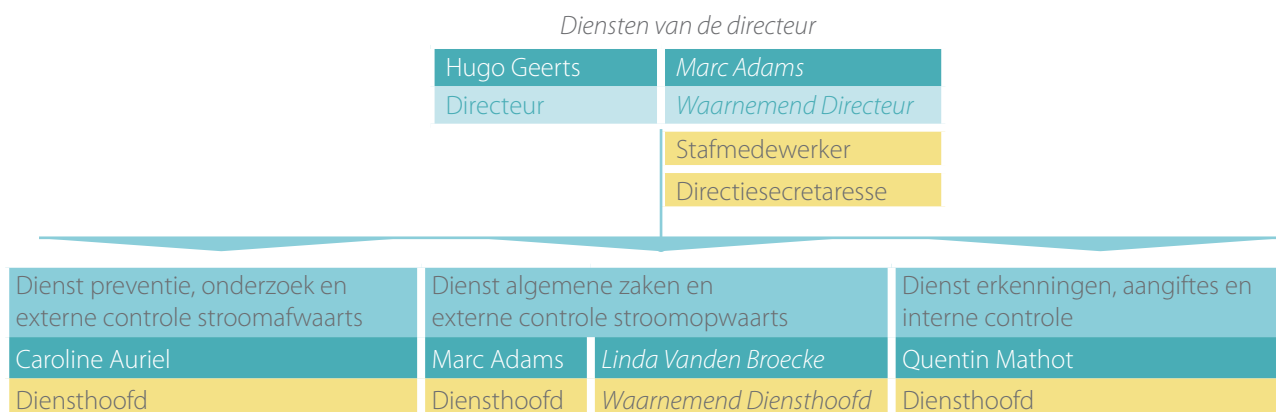 Diensten van de directeur
Hugo Geerts
Marc Adams
Directeur
Waarnemend Directeur
Stafmedewerker
Directiesecretaresse
Dienst preventie, onderzoek en
externe controle stroomafwaarts
Dienst algemene zaken en
externe controle stroomopwaarts
Dienst erkenningen, aangiftes en
interne controle
Caroline Auriel
Marc Adams
Linda Vanden Broecke
Quentin Mathot
Diensthoofd
Diensthoofd
Waarnemend Diensthoofd
Diensthoofd